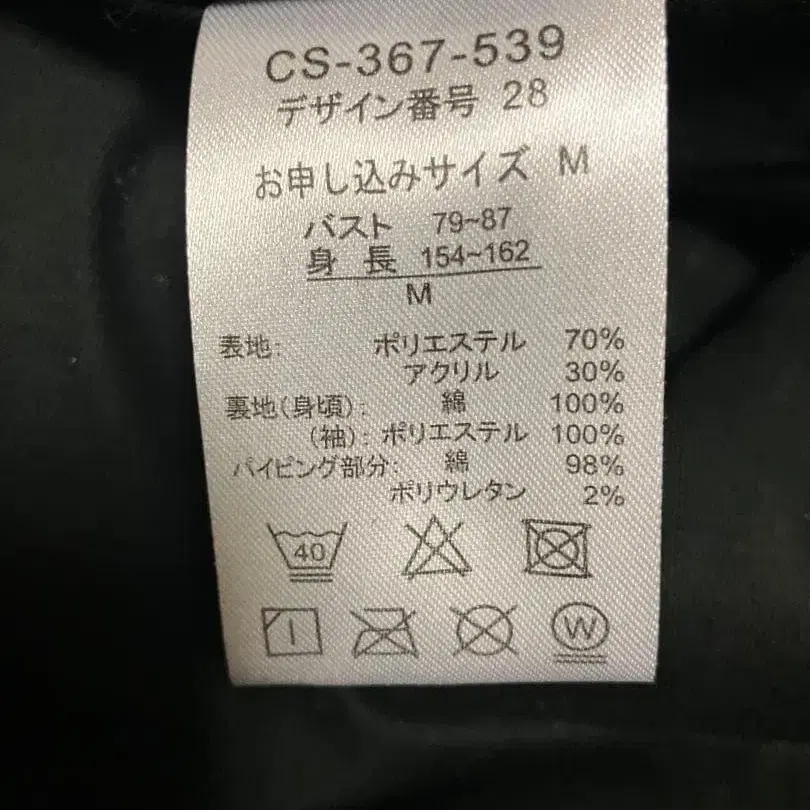 CS-367-539
デザイン番号 28
お申し込みサイズ M
バスト 79~87
身 長 154~162
M
表地: ポリエステル 70%
アクリル 30%
裏地(身頃): 綿 100%
(袖): ポリエステル 100%
パイピング部分: 綿 98%
ポリウレタン 2%
40
W